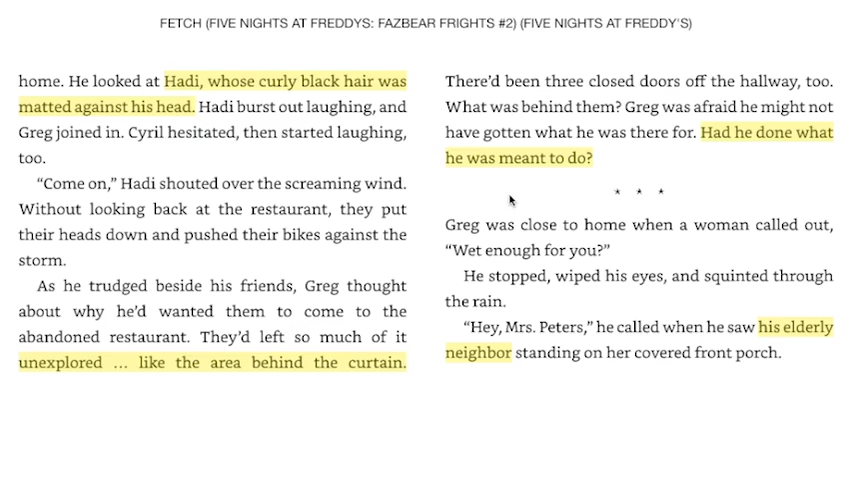 FETCH (FIVE NIGHTS AT FREDDYS: FAZBEAR FRIGHTS #2) (FIVE NIGHTS AT FREDDY'S)
home. He looked at Hadi, whose curly black hair was
matted against his head. Hadi burst out laughing, and
Greg joined in. Cyril hesitated, then started laughing,
too.
“Come on,” Hadi shouted over the screaming wind.
Without looking back at the restaurant, they put
their heads down and pushed their bikes against the
storm.
As he trudged beside his friends, Greg thought
about why he’d wanted them to come to the
abandoned restaurant. They’d left so much of it
unexplored … like the area behind the curtain.
There’d been three closed doors off the hallway, too.
What was behind them? Greg was afraid he might not
have gotten what he was there for. Had he done what
he was meant to do?
* * *
Greg was close to home when a woman called out,
“Wet enough for you?”
He stopped, wiped his eyes, and squinted through
the rain.
“Hey, Mrs. Peters,” he called when he saw his elderly
neighbor standing on her covered front porch.